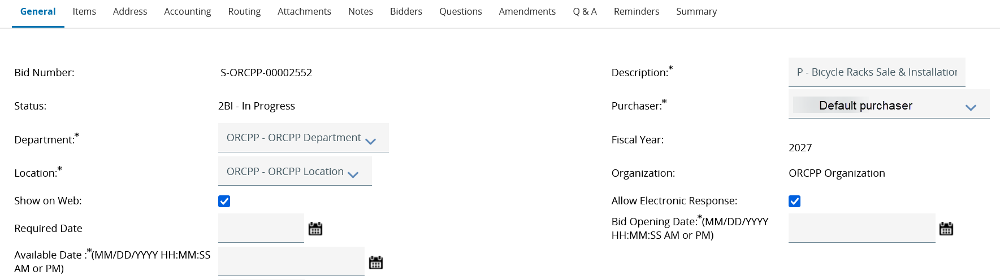 General Items Address Accounting Routing Attachments Notes Bidders Questions Amendments Q & A Reminders Summary
Bid Number: S-ORCPP-00002552 Description:* P - Bicycle Racks Sale & Installation
Status: 2BI - In Progress Purchaser:* Default purchaser
Department:* ORCPP - ORCPP Department Fiscal Year: 2027
Location:* ORCPP - ORCPP Location Organization: ORCPP Organization
Show on Web: Allow Electronic Response:
Required Date Bid Opening Date:*(MM/DD/YYYY
HH:MM:SS AM or PM)
Available Date :*(MM/DD/YYYY HH:MM:SS
AM or PM)